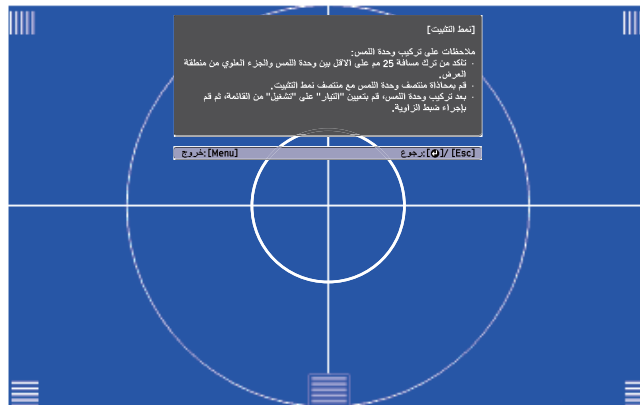 [نمط التثبيت]
ملاحظات على تركيب وحدة اللمس:
· تأكد من ترك مسافة 25 مم على الأقل بين وحدة اللمس والجزء العلوي من منطقة
العرض.
· قم بمحاذاة منتصف وحدة اللمس مع منتصف نمط التثبيت.
· بعد تركيب وحدة اللمس، قم بتعيين "التيار" على "تشغيل" من القائمة، ثم قم
بإجراء ضبط الزاوية.
[Esc] /[⏎]:رجوع [Menu]:خروج